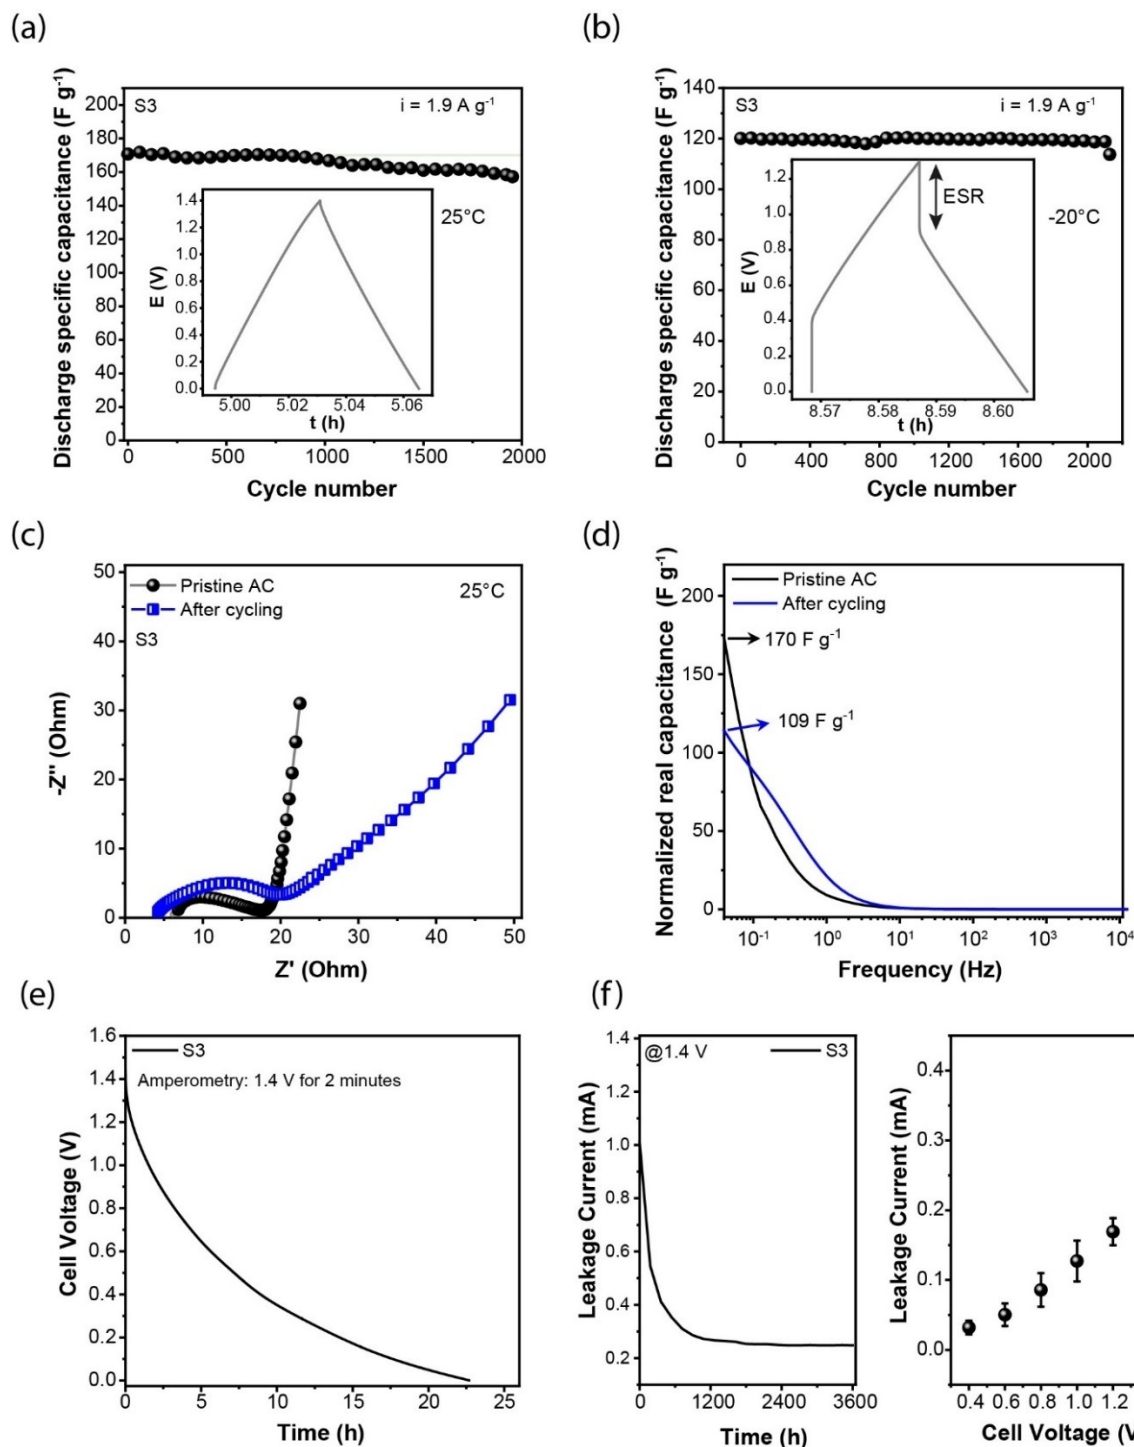 (a)
(b)
Discharge specific capacitance (F g⁻¹)
200
180
160
140
120
100
80
60
40
20
0
S3
i = 1.9 A g⁻¹
25°C
E (V)
1.4
1.2
1.0
0.8
0.6
0.4
0.2
0.0
5.00
5.02
5.04
5.06
t (h)
0
500
1000
1500
2000
Cycle number
Discharge specific capacitance (F g⁻¹)
140
120
100
80
60
40
20
0
S3
i = 1.9 A g⁻¹
ESR
-20°C
E (V)
1.2
1.0
0.8
0.6
0.4
0.2
0.0
8.57
8.58
8.59
8.60
t (h)
0
400
800
1200
1600
2000
Cycle number
(c)
(d)
-Z'' (Ohm)
50
40
30
20
10
0
Pristine AC
After cycling
S3
25°C
0
10
20
30
40
50
Z' (Ohm)
Normalized real capacitance (F g⁻¹)
200
150
100
50
0
Pristine AC
After cycling
170 F g⁻¹
109 F g⁻¹
10⁻¹
10⁰
10¹
10²
10³
10⁴
Frequency (Hz)
(e)
(f)
Cell Voltage (V)
1.6
1.4
1.2
1.0
0.8
0.6
0.4
0.2
0.0
S3
Amperometry: 1.4 V for 2 minutes
0
5
10
15
20
25
Time (h)
Leakage Current (mA)
1.4
1.2
1.0
0.8
0.6
0.4
0.2
@1.4 V
S3
0
1200
2400
3600
Time (h)
Leakage Current (mA)
0.4
0.3
0.2
0.1
0.0
0.4
0.6
0.8
1.0
1.2
Cell Voltage (V